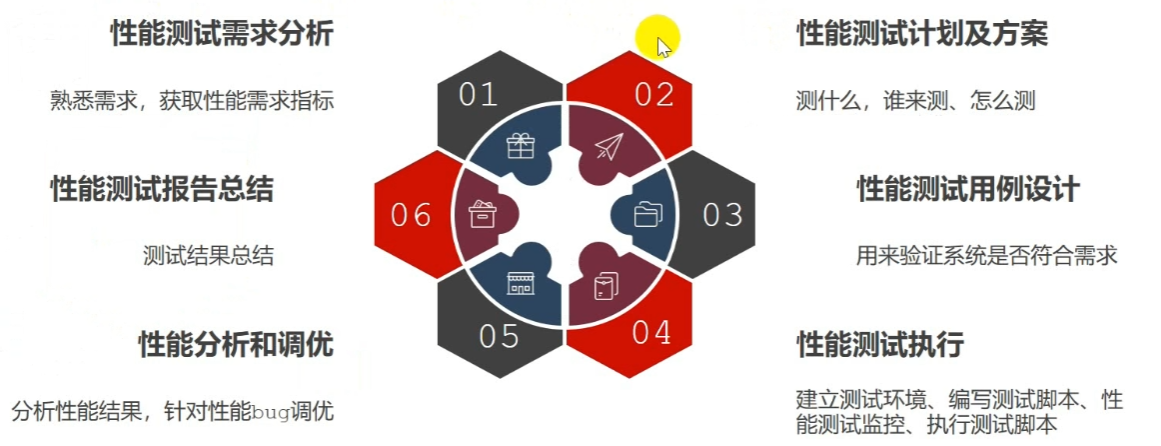 性能测试需求分析
熟悉需求，获取性能需求指标
01
02
性能测试计划及方案
测什么，谁来测、怎么测
性能测试报告总结
测试结果总结
06
03
性能测试用例设计
用来验证系统是否符合需求
性能分析和调优
分析性能结果，针对性能bug调优
05
04
性能测试执行
建立测试环境、编写测试脚本、性
能测试监控、执行测试脚本